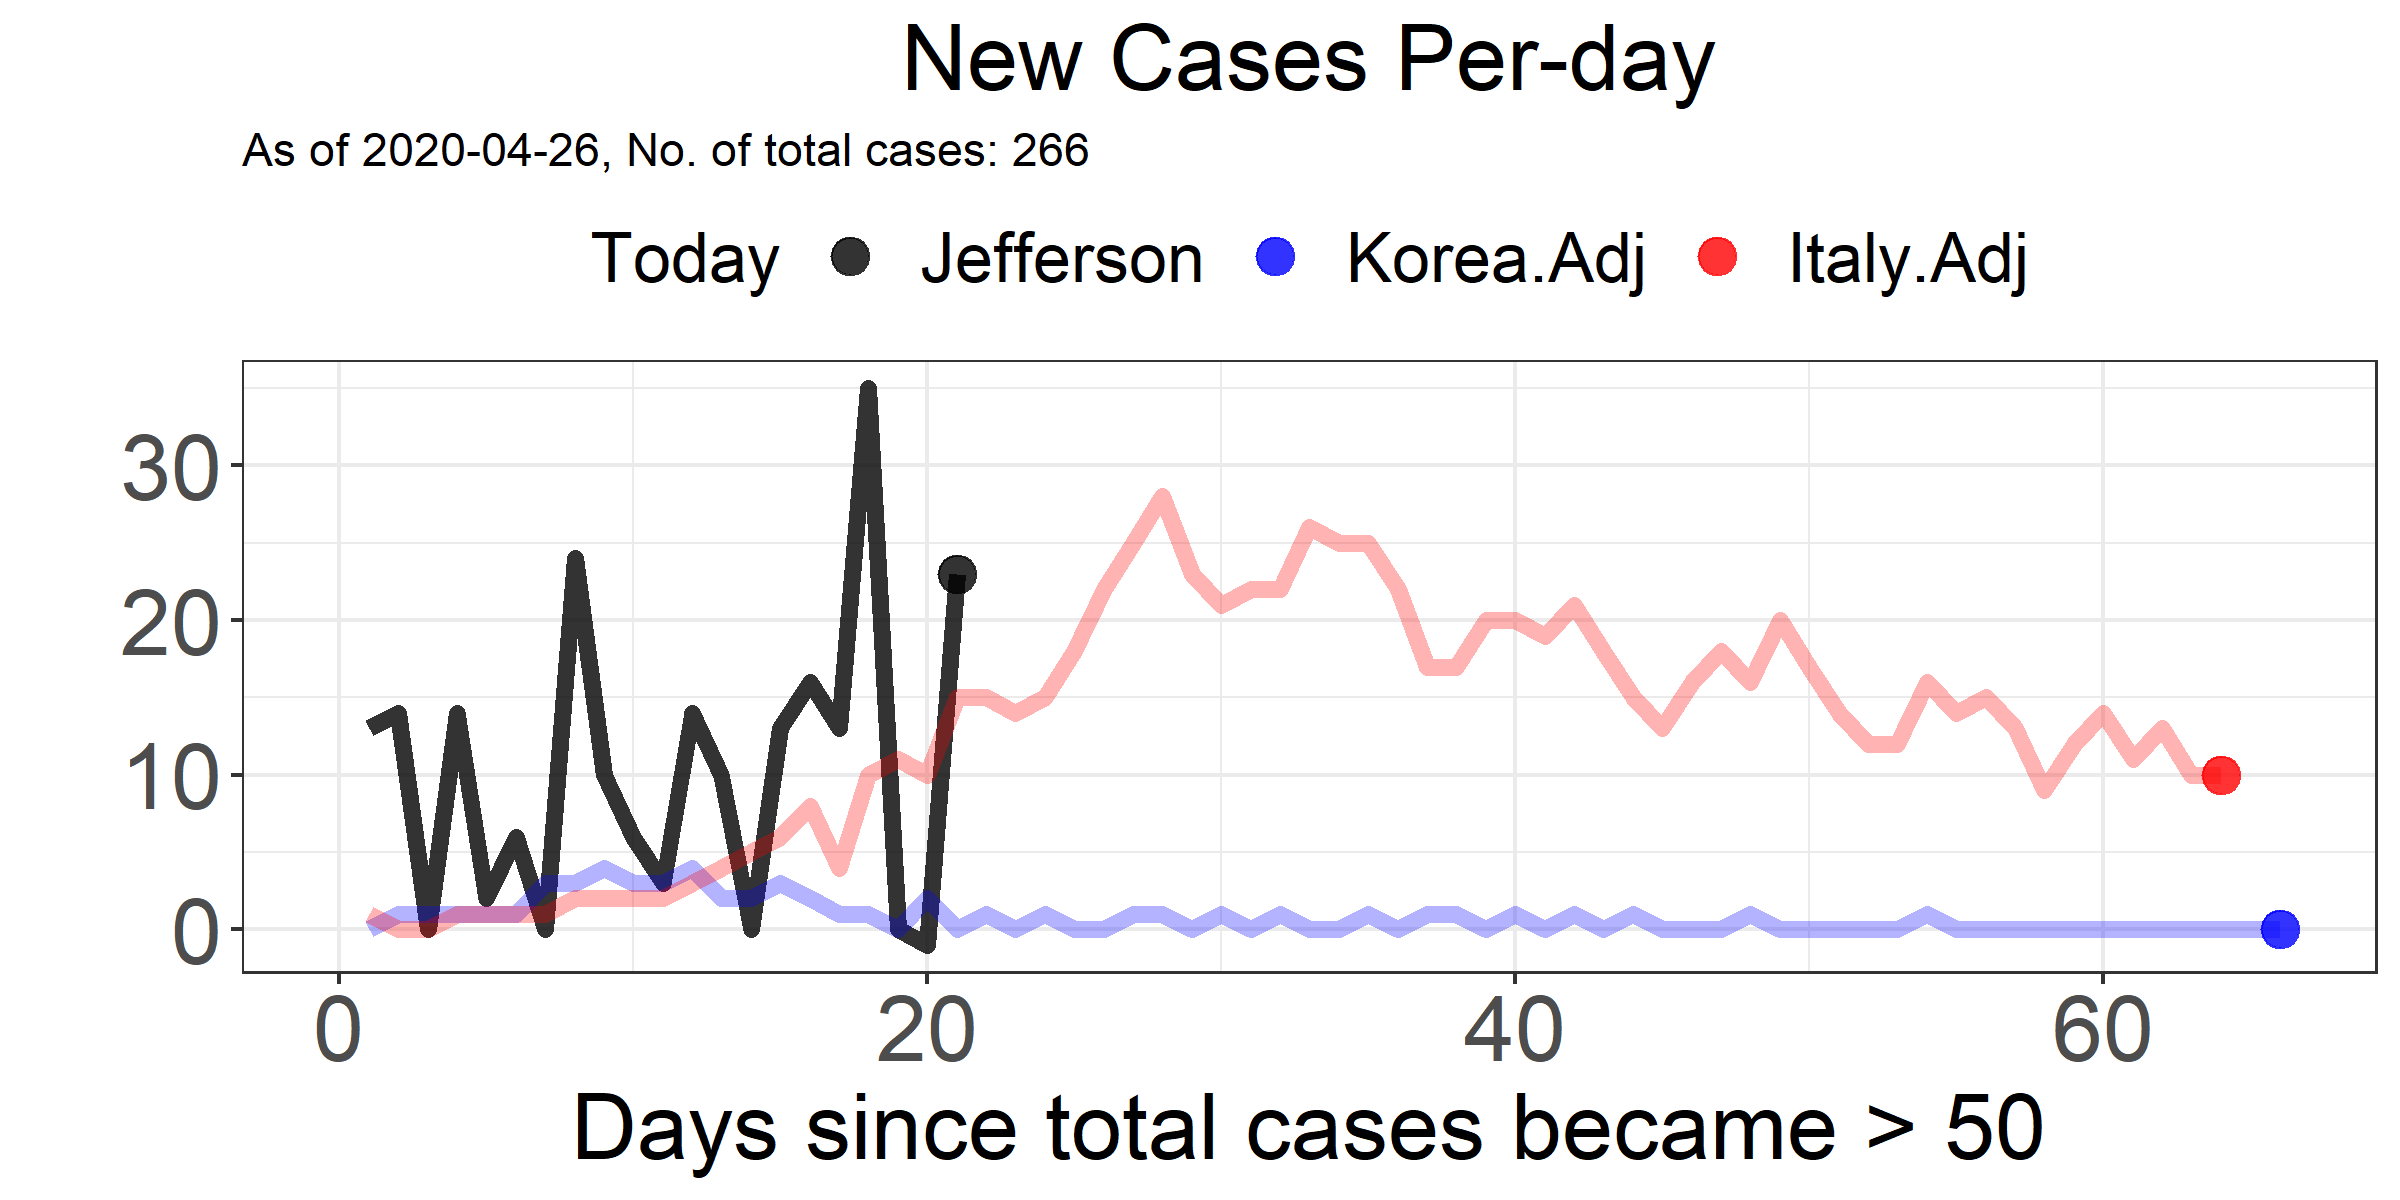 New Cases Per-day
As of 2020-04-26, No. of total cases: 266
Today Jefferson Korea.Adj Italy.Adj
30
20
10
0
0 20 40 60
Days since total cases became > 50